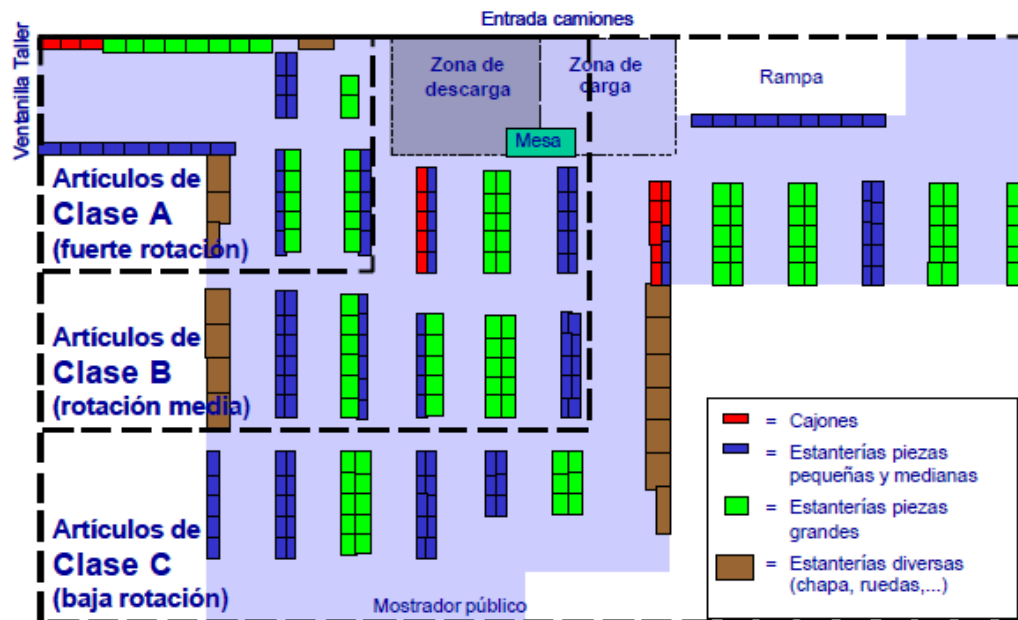 Entrada camiones
Ventanilla Taller
Zona de
descarga
Zona de
carga
Rampa
Mesa
Artículos de
Clase A
(fuerte rotación)
Artículos de
Clase B
(rotación media)
Artículos de
Clase C
(baja rotación)
Mostrador público
= Cajones
= Estanterías piezas
pequeñas y medianas
= Estanterías piezas
grandes
= Estanterías diversas
(chapa, ruedas,...)